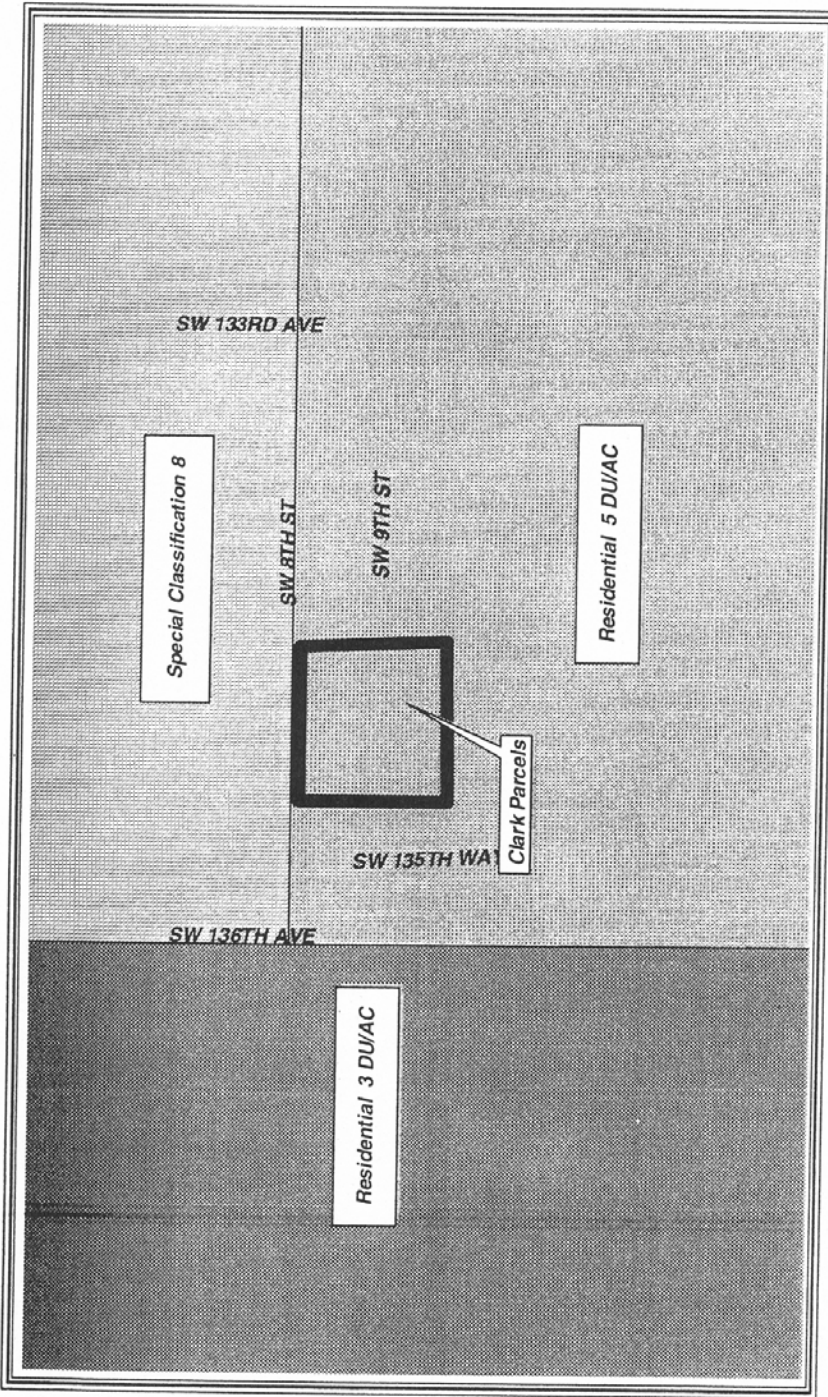 SW 133RD AVE
Special Classification 8
SW 8TH ST
SW 9TH ST
Residential 5 DU/AC
Clark Parcels
SW 135TH WAY
SW 136TH AVE
Residential 3 DU/AC